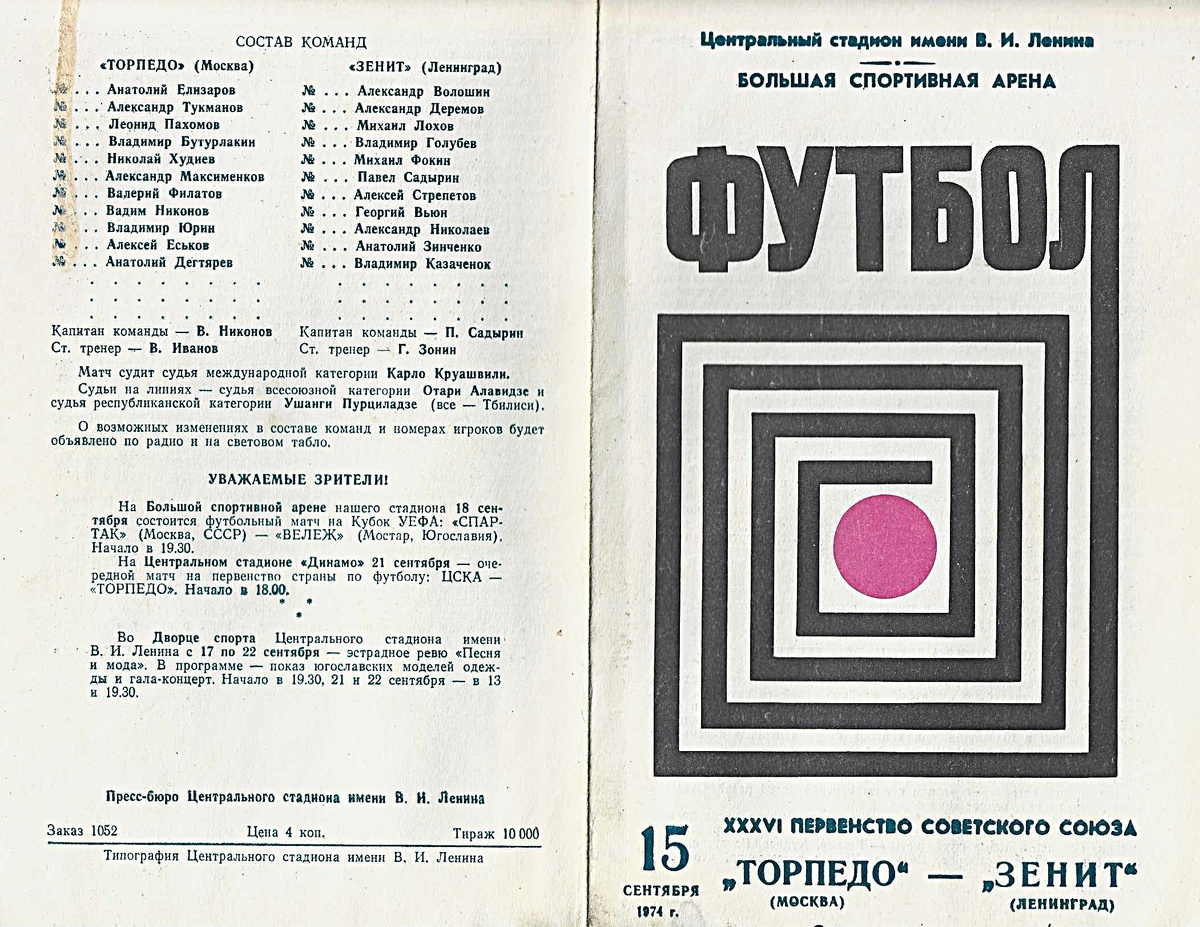 СОСТАВ КОМАНД
«ТОРПЕДО» (Москва)
№ . . . Анатолий Елизаров
№ . . . Александр Тукманов
№ . . . Леонид Пахомов
№ . . . Владимир Бутурлакин
№ . . . Николай Худиев
№ . . . Александр Максименков
№ . . . Валерий Филатов
№ . . . Вадим Никонов
№ . . . Владимир Юрин
№ . . . Алексей Еськов
№ . . . Анатолий Дегтярев
Капитан команды — В. Никонов
Ст. тренер — В. Иванов
«ЗЕНИТ» (Ленинград)
№ . . . Александр Волошин
№ . . . Александр Деремов
№ . . . Михаил Лохов
№ . . . Владимир Голубев
№ . . . Михаил Фокин
№ . . . Павел Садырин
№ . . . Алексей Стрепетов
№ . . . Георгий Вьюн
№ . . . Александр Николаев
№ . . . Анатолий Зинченко
№ . . . Владимир Казаченок
Капитан команды — П. Садырин
Ст. тренер — Г. Зонин
Матч судит судья международной категории Карло Круашвили.
Судьи на линиях — судья всесоюзной категории Отари Алавидзе и
судья республиканской категории Ушанги Пурциладзе (все — Тбилиси).
О возможных изменениях в составе команд и номерах игроков будет
объявлено по радио и на световом табло.
УВАЖАЕМЫЕ ЗРИТЕЛИ!
На Большой спортивной арене нашего стадиона 18 сен-
тября состоится футбольный матч на Кубок УЕФА: «СПАР-
ТАК» (Москва, СССР) — «ВЕЛЕЖ» (Мостар, Югославия).
Начало в 19.30.
На Центральном стадионе «Динамо» 21 сентября — оче-
редной матч на первенство страны по футболу: ЦСКА —
«ТОРПЕДО». Начало в 18.00.
* *
*
Во Дворце спорта Центрального стадиона имени
В. И. Ленина с 17 по 22 сентября — эстрадное ревю «Песня
и мода». В программе — показ югославских моделей одеж-
ды и гала-концерт. Начало в 19.30, 21 и 22 сентября — в 13
и 19.30.
Пресс-бюро Центрального стадиона имени В. И. Ленина
Заказ 1052 Цена 4 коп. Тираж 10 000
Типография Центрального стадиона имени В. И. Ленина
Центральный стадион имени В. И. Ленина
БОЛЬШАЯ СПОРТИВНАЯ АРЕНА
ФУТБОЛ
15
СЕНТЯБРЯ
1974 г.
XXXVI ПЕРВЕНСТВО СОВЕТСКОГО СОЮЗА
„ТОРПЕДО“ — „ЗЕНИТ“
(МОСКВА) (ЛЕНИНГРАД)